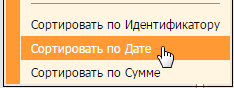 Сортировать по Идентификатору
Сортировать по Дате
Сортировать по Сумме